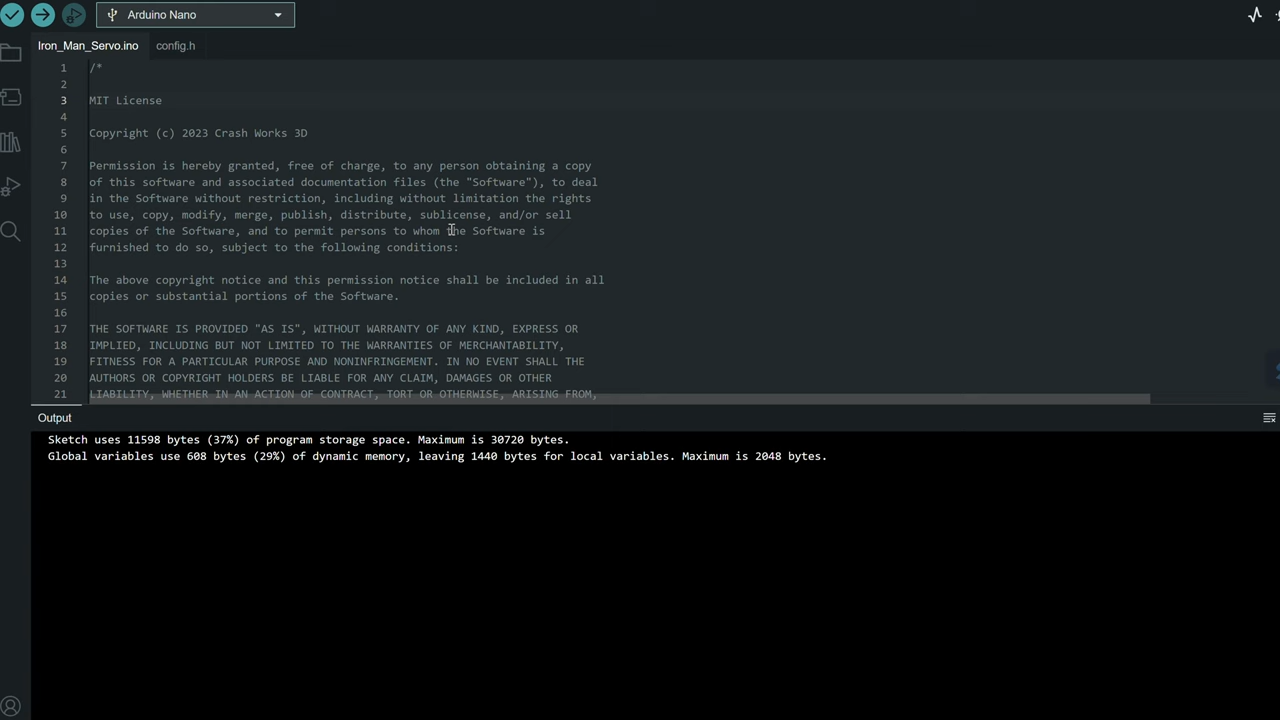 Arduino Nano
Iron_Man_Servo.ino
config.h
1 /*
2
3 MIT License
4
5 Copyright (c) 2023 Crash Works 3D
6
7 Permission is hereby granted, free of charge, to any person obtaining a copy
8 of this software and associated documentation files (the "Software"), to deal
9 in the Software without restriction, including without limitation the rights
10 to use, copy, modify, merge, publish, distribute, sublicense, and/or sell
11 copies of the Software, and to permit persons to whom the Software is
12 furnished to do so, subject to the following conditions:
13
14 The above copyright notice and this permission notice shall be included in all
15 copies or substantial portions of the Software.
16
17 THE SOFTWARE IS PROVIDED "AS IS", WITHOUT WARRANTY OF ANY KIND, EXPRESS OR
18 IMPLIED, INCLUDING BUT NOT LIMITED TO THE WARRANTIES OF MERCHANTABILITY,
19 FITNESS FOR A PARTICULAR PURPOSE AND NONINFRINGEMENT. IN NO EVENT SHALL THE
20 AUTHORS OR COPYRIGHT HOLDERS BE LIABLE FOR ANY CLAIM, DAMAGES OR OTHER
21 LIABILITY, WHETHER IN AN ACTION OF CONTRACT, TORT OR OTHERWISE, ARISING FROM,
Output
Sketch uses 11598 bytes (37%) of program storage space. Maximum is 30720 bytes.
Global variables use 608 bytes (29%) of dynamic memory, leaving 1440 bytes for local variables. Maximum is 2048 bytes.